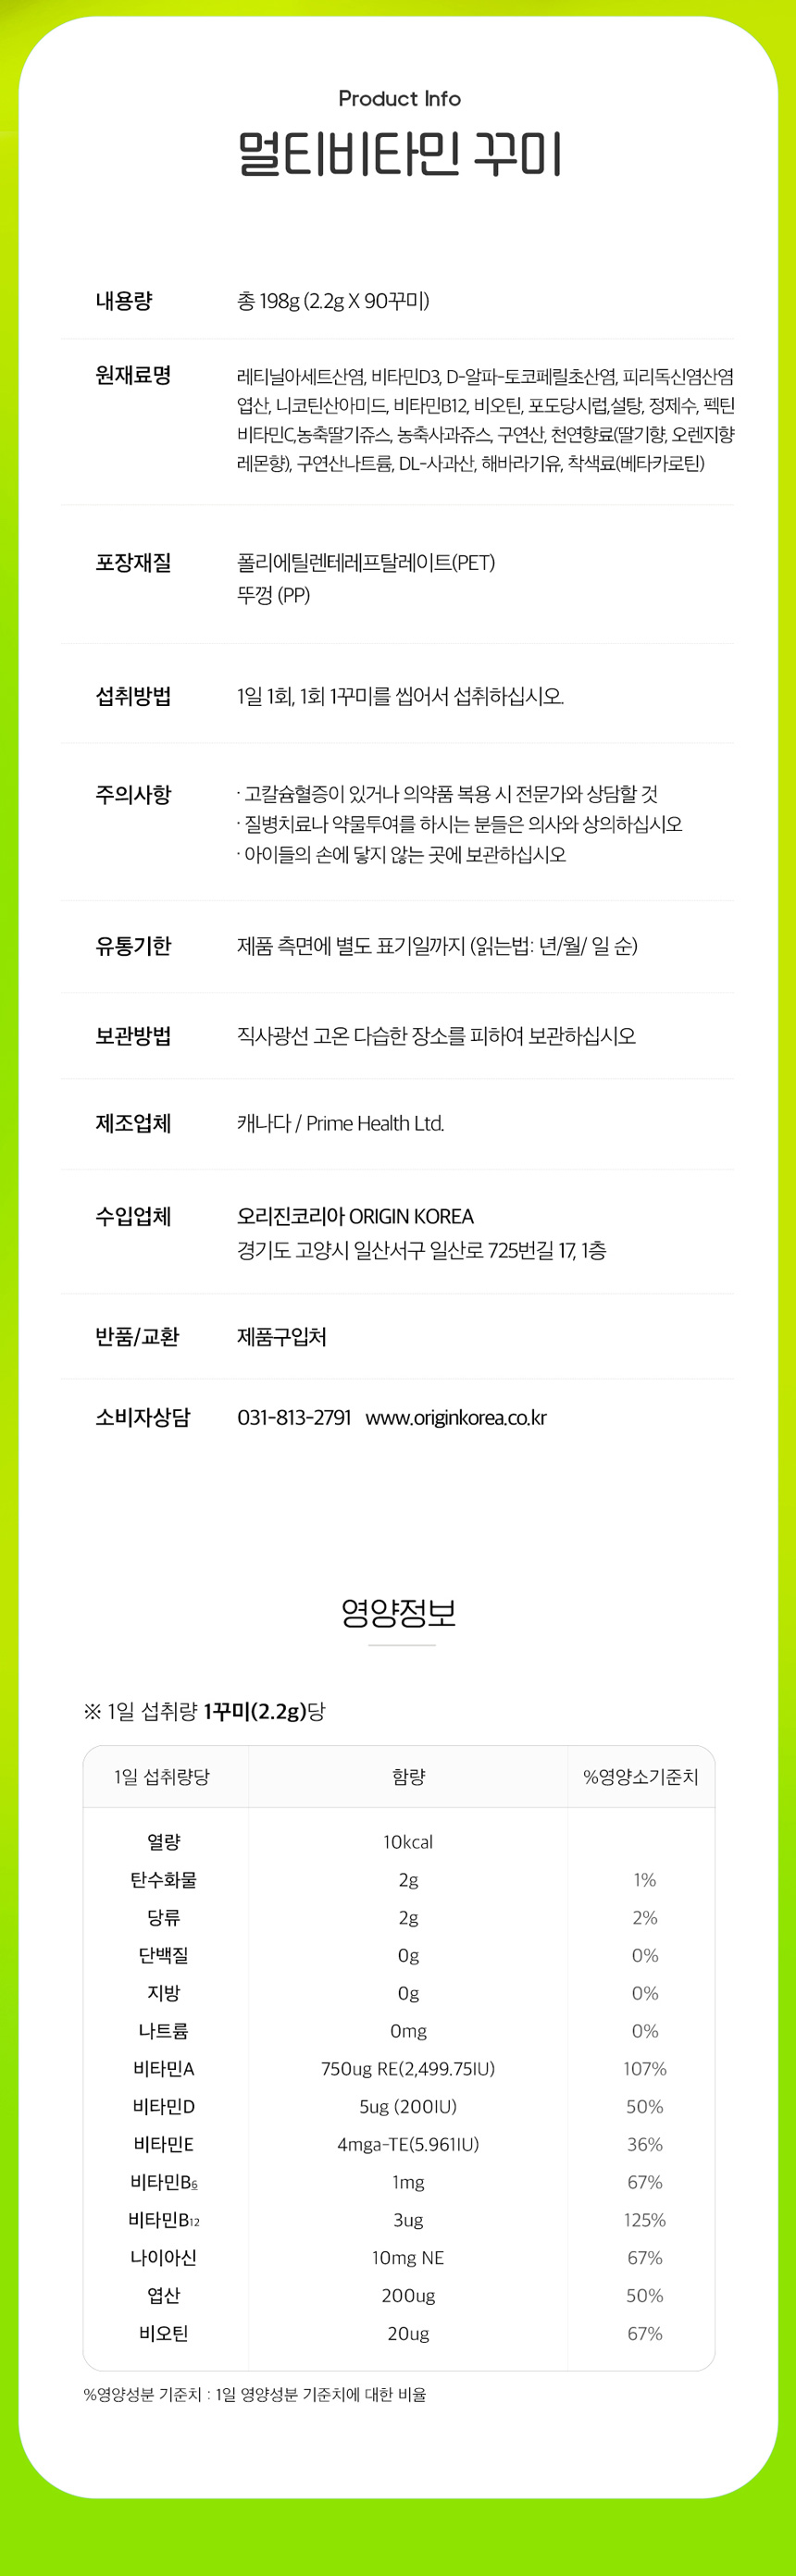 Product Info
멀티비타민 꾸미
내용량 총 198g (2.2g X 90꾸미)
원재료명 레티닐아세트산염, 비타민D3, D-알파-토코페릴초산염, 피리독신염산염
엽산, 니코틴산아미드, 비타민B12, 비오틴, 포도당시럽,설탕, 정제수, 펙틴
비타민C,농축딸기쥬스, 농축사과쥬스, 구연산, 천연향료(딸기향, 오렌지향
레몬향), 구연산나트륨, DL-사과산, 해바라기유, 착색료(베타카로틴)
포장재질 폴리에틸렌테레프탈레이트(PET)
뚜껑 (PP)
섭취방법 1일 1회, 1회 1꾸미를 씹어서 섭취하십시오.
주의사항 · 고칼슘혈증이 있거나 의약품 복용 시 전문가와 상담할 것
· 질병치료나 약물투여를 하시는 분들은 의사와 상의하십시오
· 아이들의 손에 닿지 않는 곳에 보관하십시오
유통기한 제품 측면에 별도 표기일까지 (읽는법: 년/월/ 일 순)
보관방법 직사광선 고온 다습한 장소를 피하여 보관하십시오
제조업체 캐나다 / Prime Health Ltd.
수입업체 오리진코리아 ORIGIN KOREA
경기도 고양시 일산서구 일산로 725번길 17, 1층
반품/교환 제품구입처
소비자상담 031-813-2791 www.originkorea.co.kr
영양정보
※ 1일 섭취량 1꾸미(2.2g)당
1일 섭취량당 함량 %영양소기준치
열량 10kcal
탄수화물 2g 1%
당류 2g 2%
단백질 0g 0%
지방 0g 0%
나트륨 0mg 0%
비타민A 750ug RE(2,499.75IU) 107%
비타민D 5ug (200IU) 50%
비타민E 4mga-TE(5.961IU) 36%
비타민B6 1mg 67%
비타민B12 3ug 125%
나이아신 10mg NE 67%
엽산 200ug 50%
비오틴 20ug 67%
%영양성분 기준치 : 1일 영양성분 기준치에 대한 비율